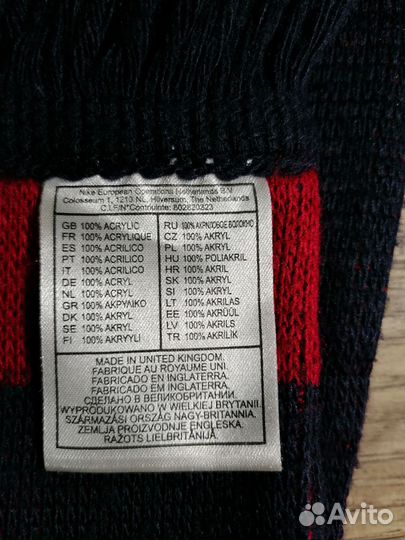 Nike European Operations Netherlands B.V.
Colosseum 1, 1213 NL, Hilversum, The Netherlands
C.I.F/N°Contruinte: 802820323
GB 100% ACRYLIC
FR 100% ACRYLIQUE
ES 100% ACRILICO
PT 100% ACRILICO
IT 100% ACRILICO
DE 100% ACRYL
NL 100% ACRYL
GR 100% ΑΚΡΥΛΙΚΟ
DK 100% AKRYL
SE 100% AKRYL
FI 100% AKRYYLI
RU 100% АКРИЛОВОЕ ВОЛОКНО
CZ 100% AKRYL
PL 100% AKRYL
HU 100% POLIAKRIL
HR 100% AKRIL
SK 100% AKRYL
SI 100% AKRYL
LT 100% AKRILAS
EE 100% AKRÜÜL
LV 100% AKRILS
TR 100% AKRİLİK
MADE IN UNITED KINGDOM.
FABRIQUE AU ROYAUME UNI.
FABRICADO EN INGLATERRA.
FABRICADO EM INGLATERRA.
СДЕЛАНО В ВЕЛИКОБРИТАНИИ.
WYPRODUKOWANO W WIELKIEJ BRYTANII.
SZÁRMAZÁSI ORSZÁG NAGY-BRITANNIA.
ZEMLJA PROIZVODNJE ENGLESKA.
RAŽOTS LIELBRITĀNIJĀ.
Avito